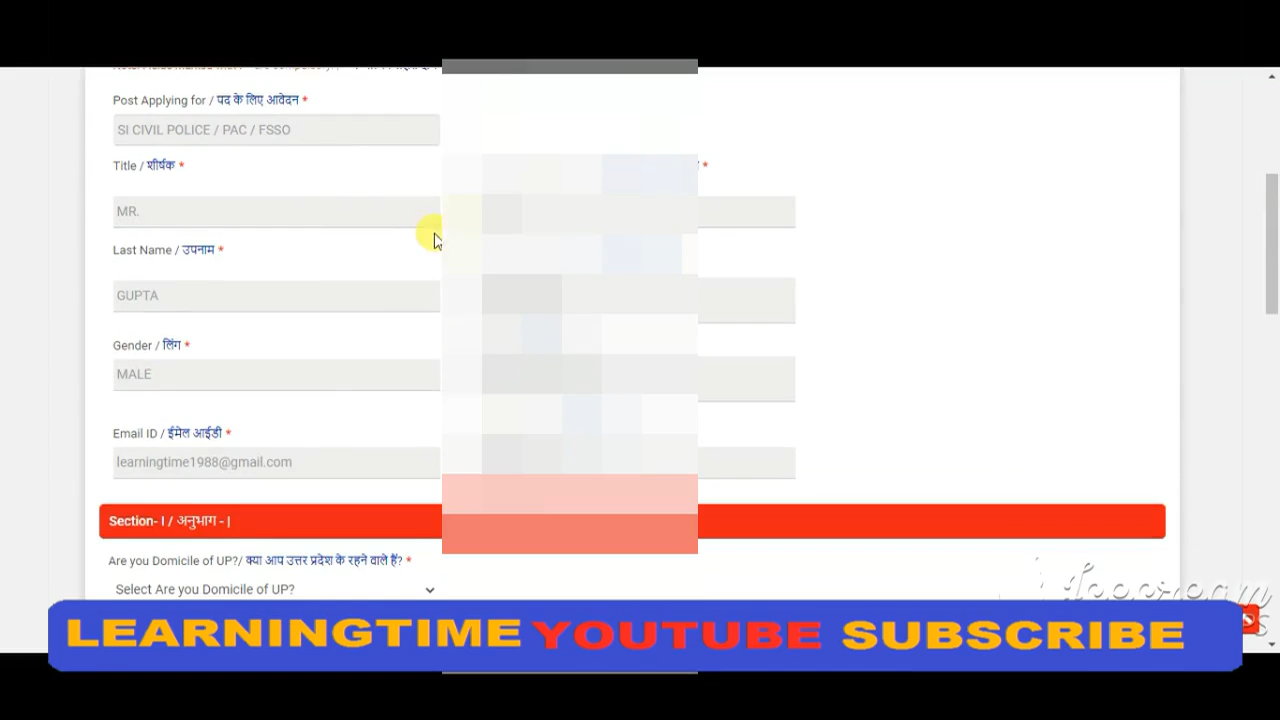 Post Applying for / पद के लिए आवेदन *
SI CIVIL POLICE / PAC / FSSO
Title / शीर्षक *
*
MR.
Last Name / उपनाम *
GUPTA
Gender / लिंग *
MALE
Email ID / ईमेल आईडी *
learningtime1988@gmail.com
Section- I / अनुभाग - |
Are you Domicile of UP?/ क्या आप उत्तर प्रदेश के रहने वाले हैं? *
Select Are you Domicile of UP?
LEARNINGTIME YOUTUBE SUBSCRIBE